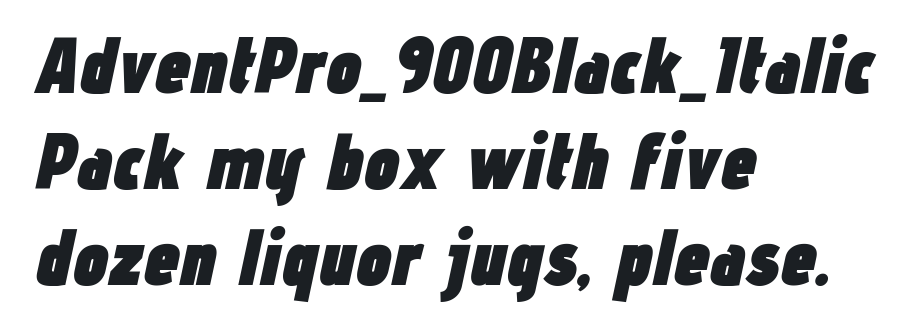 AdventPro_900Black_Italic
Pack my box with five
dozen liquor jugs, please.